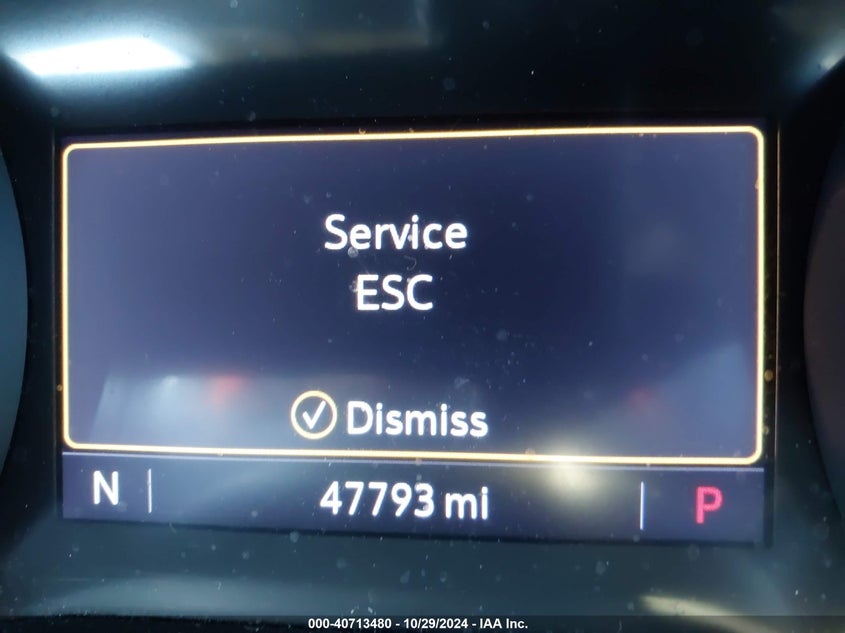 Service
ESC
Dismiss
N 47793 mi P
000-40713480 - 10/29/2024 - IAA Inc.